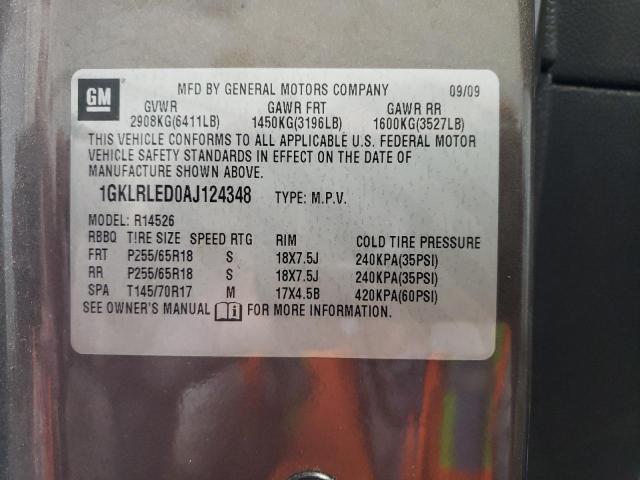 GM
MFD BY GENERAL MOTORS COMPANY 09/09
GVWR GAWR FRT GAWR RR
2908KG(6411LB) 1450KG(3196LB) 1600KG(3527LB)
THIS VEHICLE CONFORMS TO ALL APPLICABLE U.S. FEDERAL MOTOR
VEHICLE SAFETY STANDARDS IN EFFECT ON THE DATE OF
MANUFACTURE SHOWN ABOVE.
1GKLRLED0AJ124348 TYPE: M.P.V.
MODEL: R14526
RBBQ TIRE SIZE SPEED RTG RIM COLD TIRE PRESSURE
FRT P255/65R18 S 18X7.5J 240KPA(35PSI)
RR P255/65R18 S 18X7.5J 240KPA(35PSI)
SPA T145/70R17 M 17X4.5B 420KPA(60PSI)
SEE OWNER'S MANUAL i FOR MORE INFORMATION.